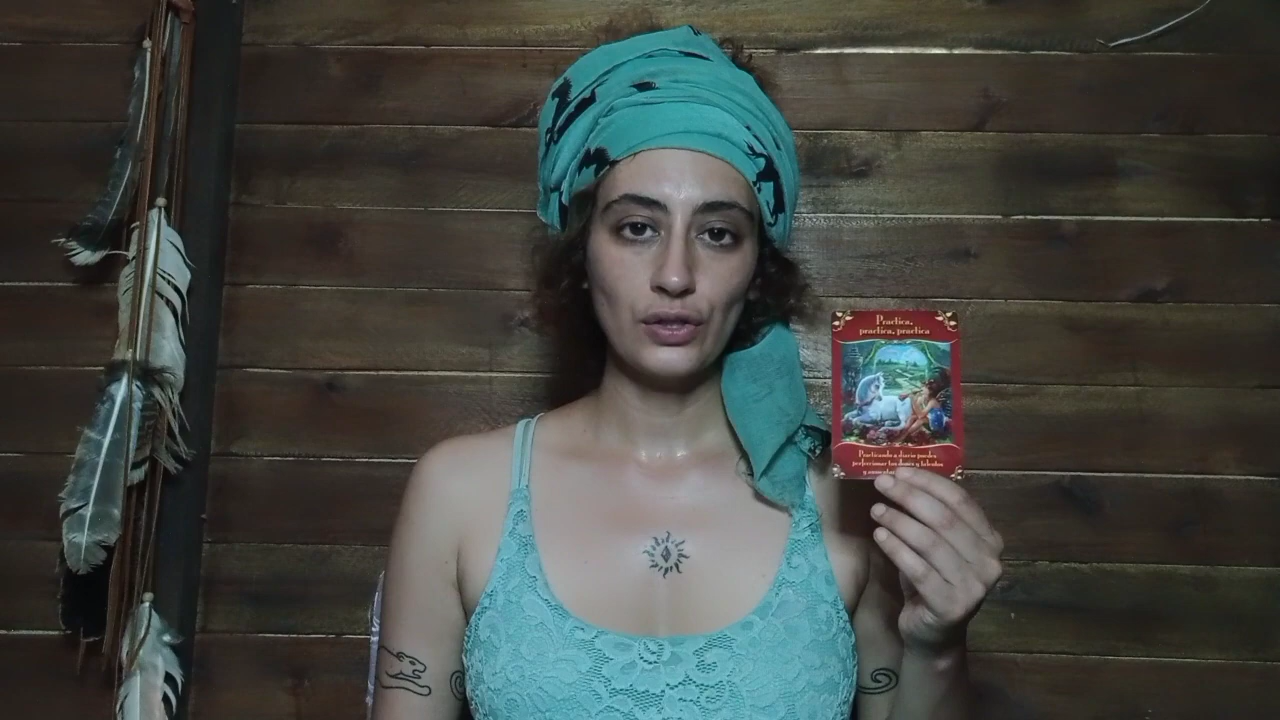 Practica,
practica, practica
Practicando a diario puedes
perfeccionar tus dones y talentos
y